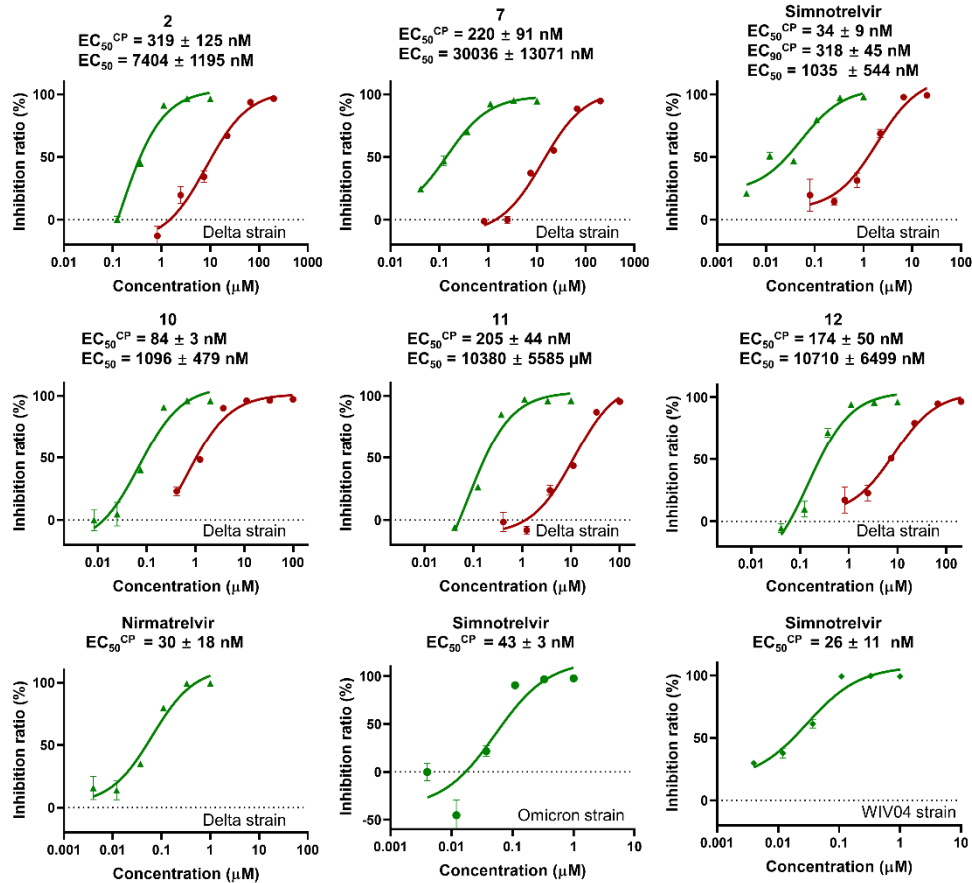 2
EC₅₀ᶜᴾ = 319 ± 125 nM
EC₅₀ = 7404 ± 1195 nM
Inhibition ratio (%)
100
50
0
Delta strain
0.01 0.1 1 10 100 1000
Concentration (μM)
7
EC₅₀ᶜᴾ = 220 ± 91 nM
EC₅₀ = 30036 ± 13071 nM
Inhibition ratio (%)
100
50
0
Delta strain
0.01 0.1 1 10 100 1000
Concentration (μM)
Simnotrelvir
EC₅₀ᶜᴾ = 34 ± 9 nM
EC₉₀ᶜᴾ = 318 ± 45 nM
EC₅₀ = 1035 ± 544 nM
Inhibition ratio (%)
100
50
0
Delta strain
0.001 0.01 0.1 1 10 100
Concentration (μM)
10
EC₅₀ᶜᴾ = 84 ± 3 nM
EC₅₀ = 1096 ± 479 nM
Inhibition ratio (%)
100
50
0
Delta strain
0.01 0.1 1 10 100
Concentration (μM)
11
EC₅₀ᶜᴾ = 205 ± 44 nM
EC₅₀ = 10380 ± 5585 μM
Inhibition ratio (%)
100
50
0
Delta strain
0.01 0.1 1 10 100
Concentration (μM)
12
EC₅₀ᶜᴾ = 174 ± 50 nM
EC₅₀ = 10710 ± 6499 nM
Inhibition ratio (%)
100
50
0
Delta strain
0.01 0.1 1 10 100
Concentration (μM)
Nirmatrelvir
EC₅₀ᶜᴾ = 30 ± 18 nM
Inhibition ratio (%)
100
50
0
Delta strain
0.001 0.01 0.1 1 10 100
Concentration (μM)
Simnotrelvir
EC₅₀ᶜᴾ = 43 ± 3 nM
Inhibition ratio (%)
100
50
0
-50
Omicron strain
0.001 0.01 0.1 1 10
Concentration (μM)
Simnotrelvir
EC₅₀ᶜᴾ = 26 ± 11 nM
Inhibition ratio (%)
100
50
0
WIV04 strain
0.001 0.01 0.1 1 10
Concentration (μM)